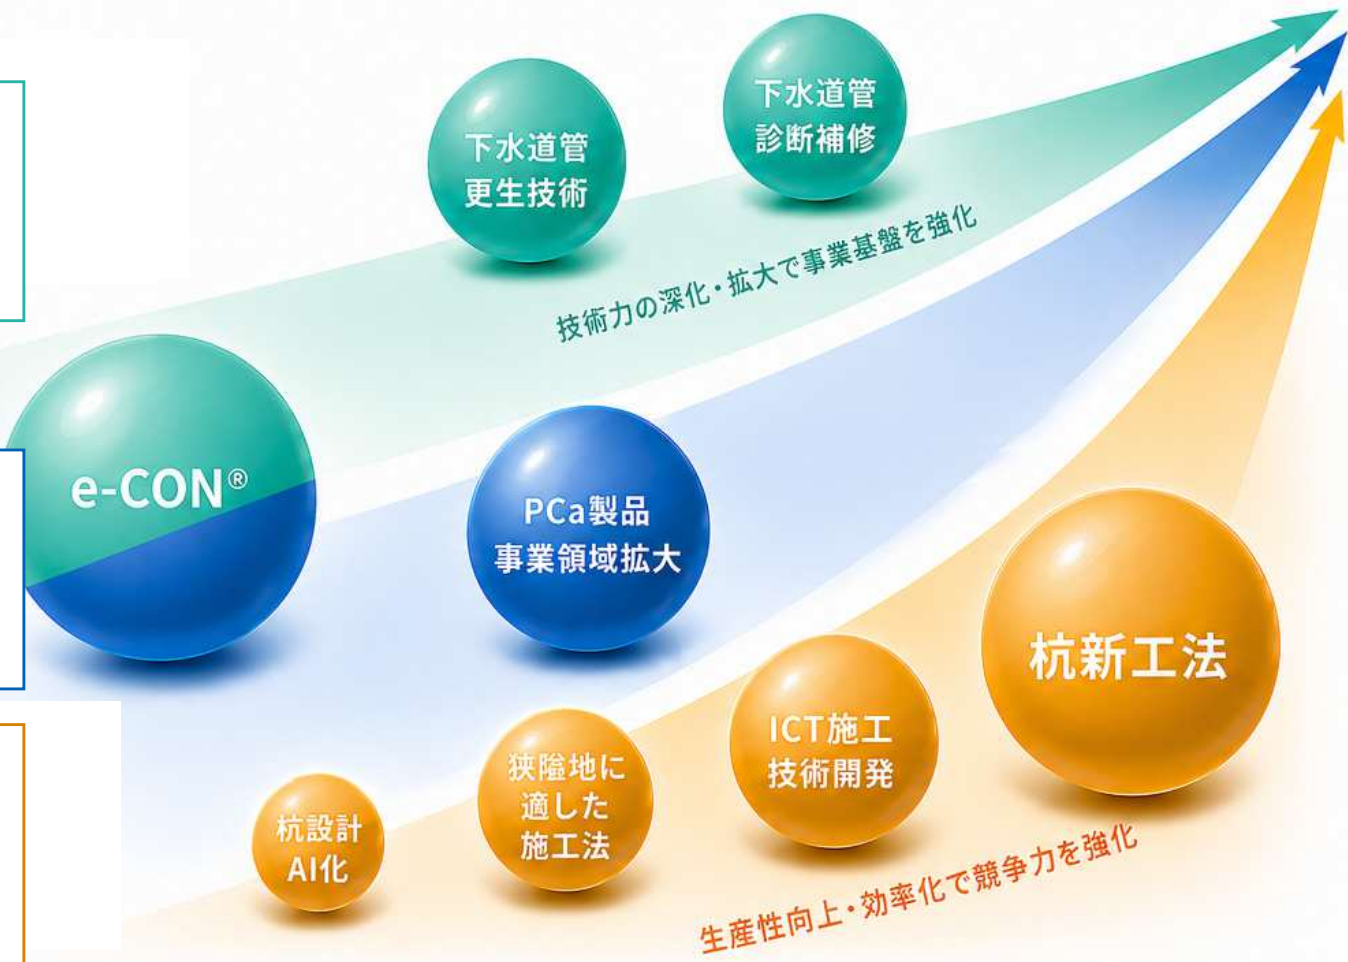 下水道管
更生技術
下水道管
診断補修
技術力の深化・拡大で事業基盤を強化
e-CON®
PCa製品
事業領域拡大
杭設計
AI化
狭隘地に
適した
施工法
ICT施工
技術開発
杭新工法
生産性向上・効率化で競争力を強化